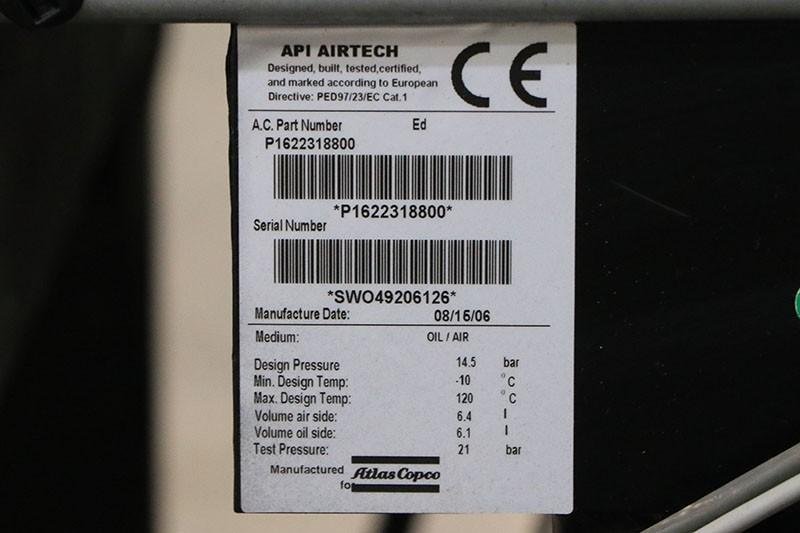 API AIRTECH
Designed, built, tested,certified,
and marked according to European
Directive: PED97/23/EC Cat.1
CE
A.C. Part Number Ed
P1622318800
*P1622318800*
Serial Number
*SWO49206126*
Manufacture Date: 08/15/06
Medium: OIL / AIR
Design Pressure 14.5 bar
Min. Design Temp: -10 °C
Max. Design Temp: 120 °C
Volume air side: 6.4 l
Volume oil side: 6.1 l
Test Pressure: 21 bar
Manufactured for Atlas Copco